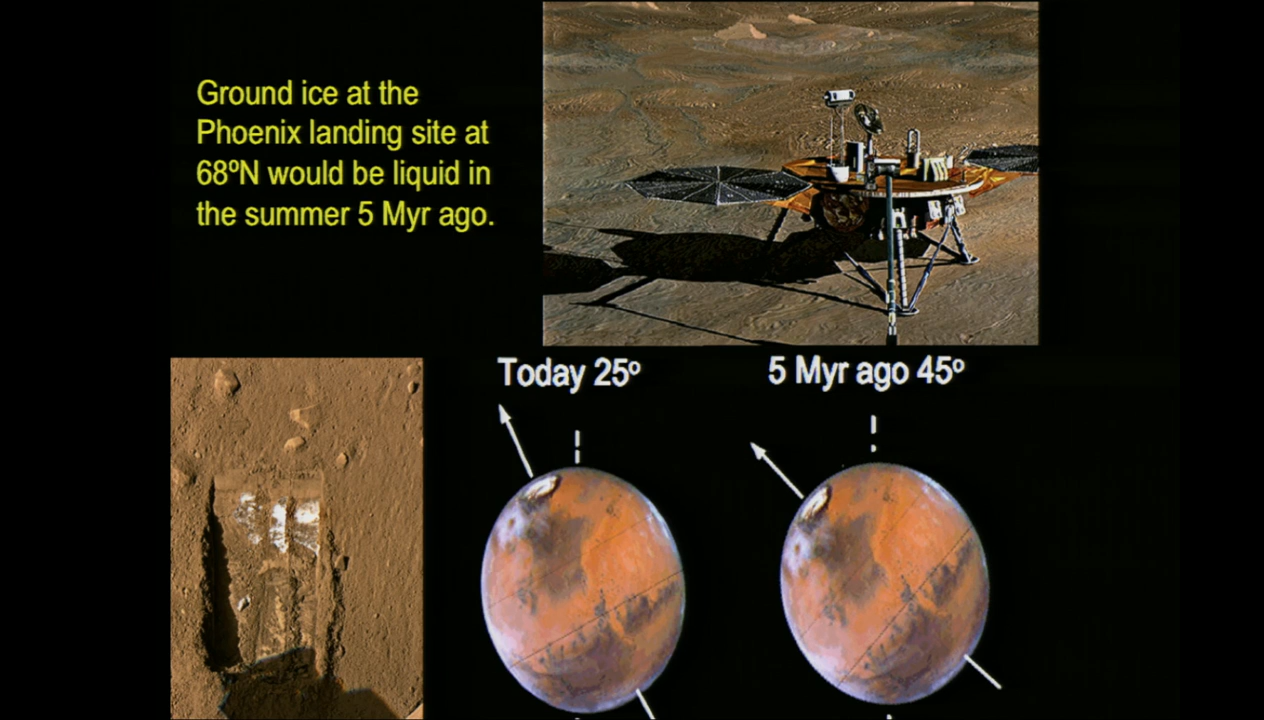 Ground ice at the
Phoenix landing site at
68ºN would be liquid in
the summer 5 Myr ago.
Today 25º
5 Myr ago 45º